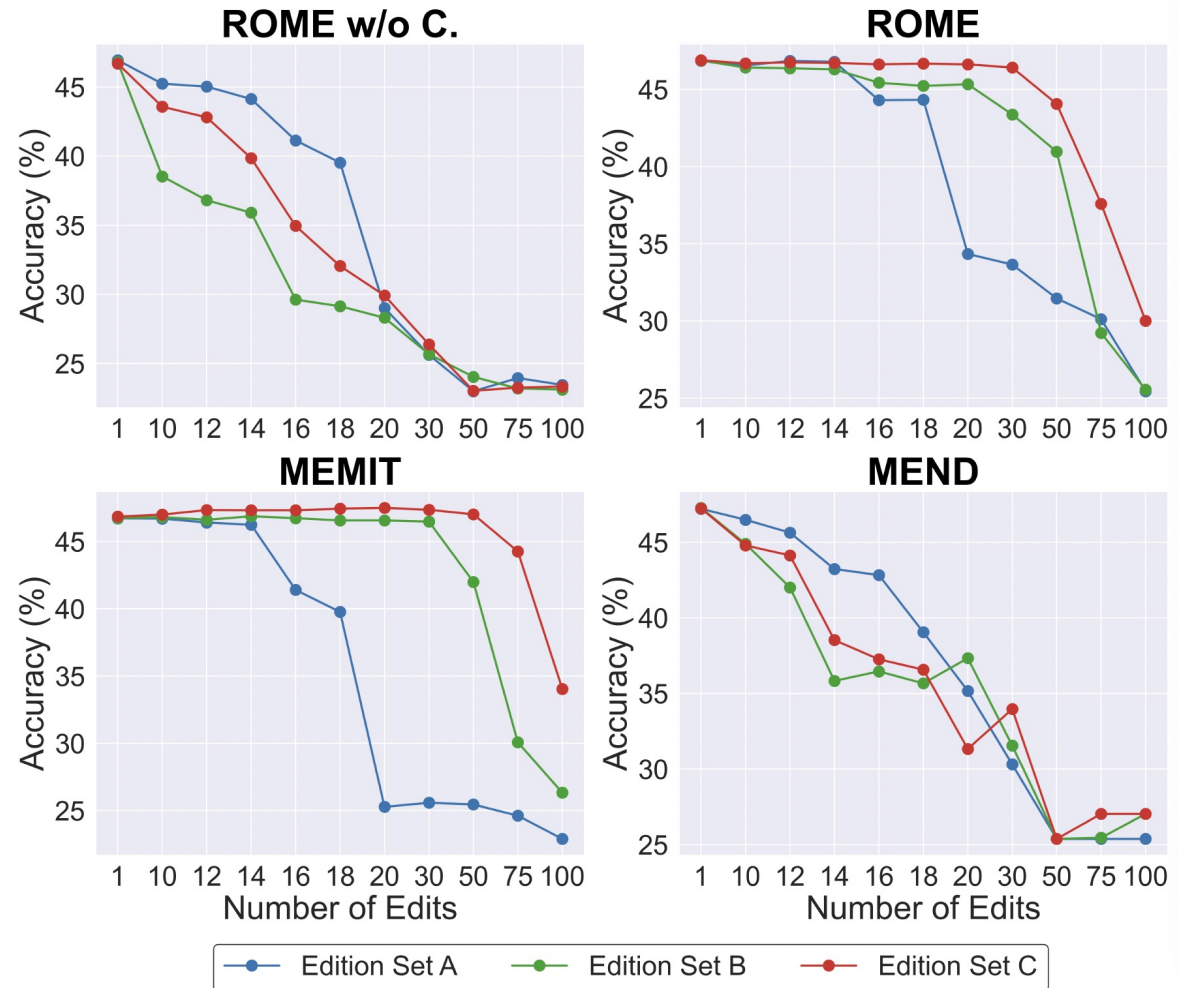 ROME w/o C.
Accuracy (%)
45
40
35
30
25
1 10 12 14 16 18 20 30 50 75 100
ROME
Accuracy (%)
45
40
35
30
25
1 10 12 14 16 18 20 30 50 75 100
MEMIT
Accuracy (%)
45
40
35
30
25
1 10 12 14 16 18 20 30 50 75 100
Number of Edits
MEND
Accuracy (%)
45
40
35
30
25
1 10 12 14 16 18 20 30 50 75 100
Number of Edits
Edition Set A Edition Set B Edition Set C